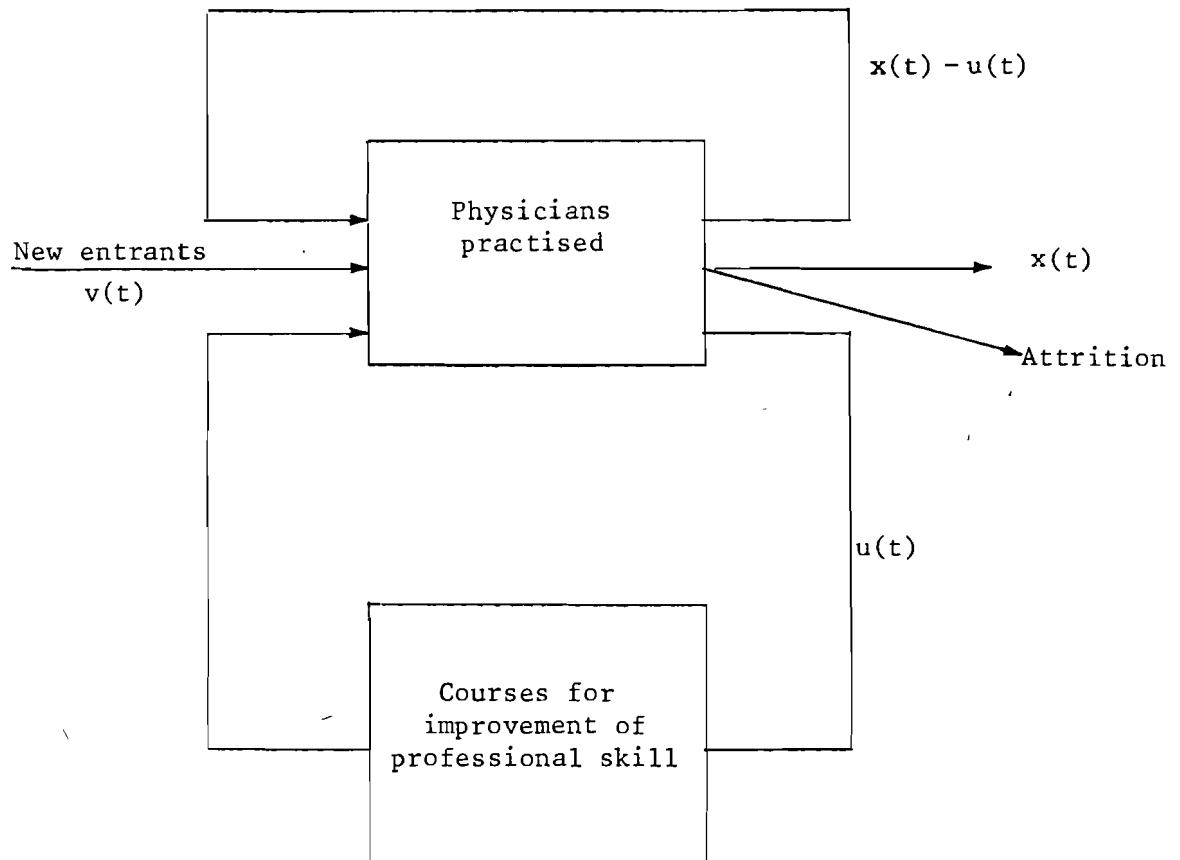 x(t) - u(t)
Physicians
practised
New entrants
v(t)
x(t)
Attrition
u(t)
Courses for
improvement of
professional skill